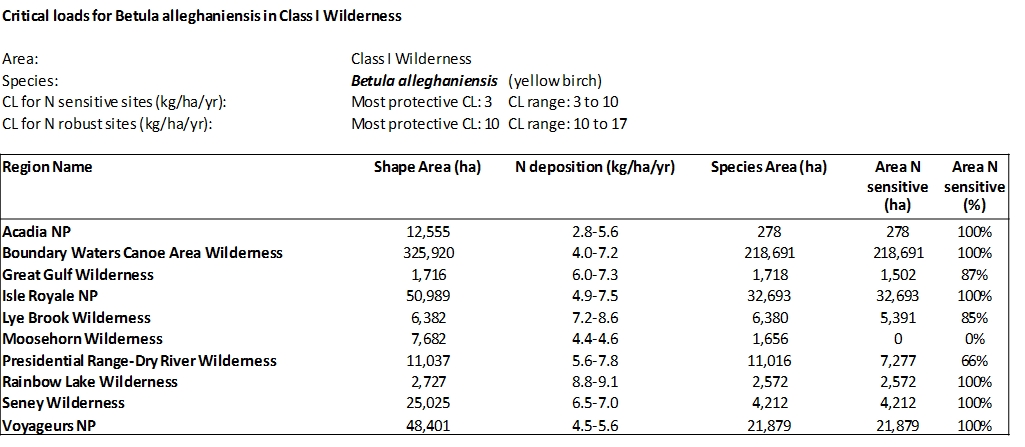 Critical loads for Betula alleghaniensis in Class I Wilderness
Area: Class I Wilderness
Species: Betula alleghaniensis (yellow birch)
CL for N sensitive sites (kg/ha/yr): Most protective CL: 3 CL range: 3 to 10
CL for N robust sites (kg/ha/yr): Most protective CL: 10 CL range: 10 to 17
Region Name Shape Area (ha) N deposition (kg/ha/yr) Species Area (ha) Area N sensitive (ha) Area N sensitive (%)
Acadia NP 12,555 2.8-5.6 278 278 100%
Boundary Waters Canoe Area Wilderness 325,920 4.0-7.2 218,691 218,691 100%
Great Gulf Wilderness 1,716 6.0-7.3 1,718 1,502 87%
Isle Royale NP 50,989 4.9-7.5 32,693 32,693 100%
Lye Brook Wilderness 6,382 7.2-8.6 6,380 5,391 85%
Moosehorn Wilderness 7,682 4.4-4.6 1,656 0 0%
Presidential Range-Dry River Wilderness 11,037 5.6-7.8 11,016 7,277 66%
Rainbow Lake Wilderness 2,727 8.8-9.1 2,572 2,572 100%
Seney Wilderness 25,025 6.5-7.0 4,212 4,212 100%
Voyageurs NP 48,401 4.5-5.6 21,879 21,879 100%